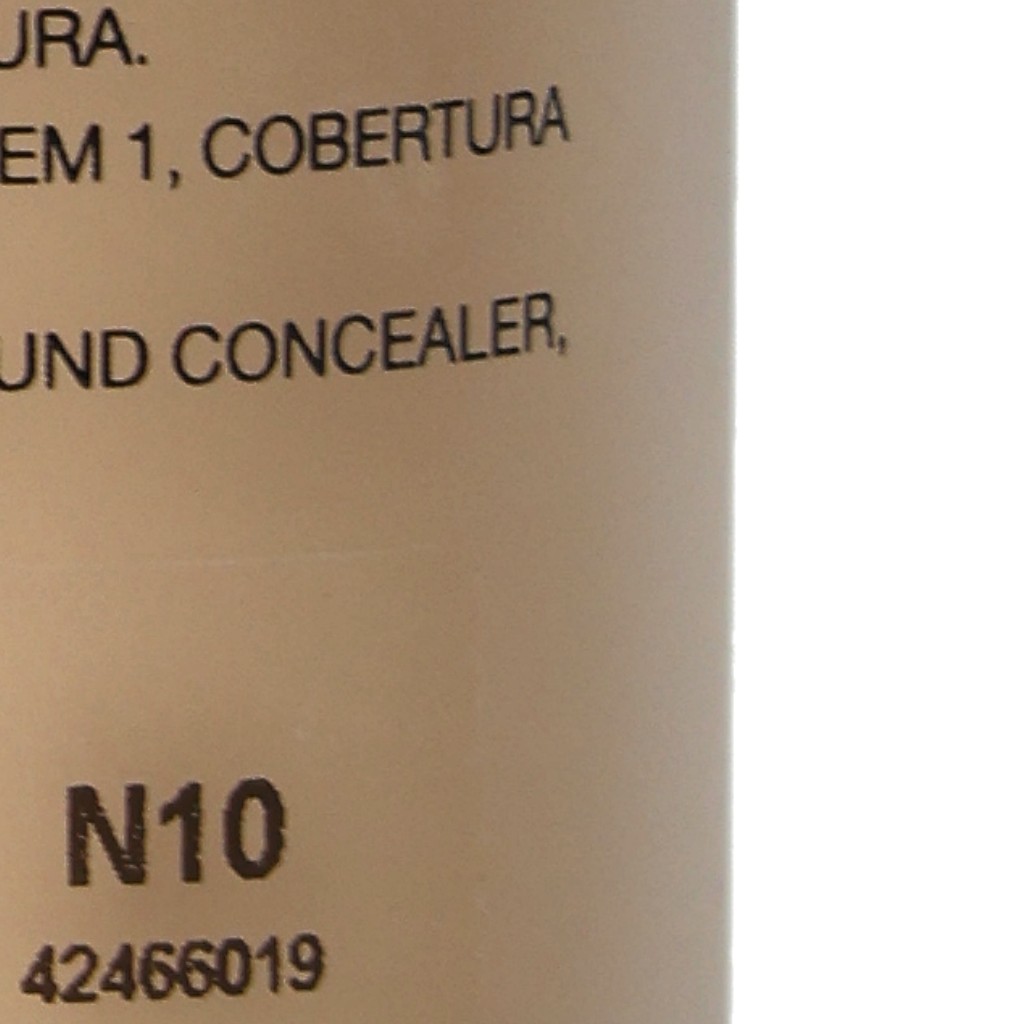 URA.
EM 1, COBERTURA
UND CONCEALER,
N10
42466019